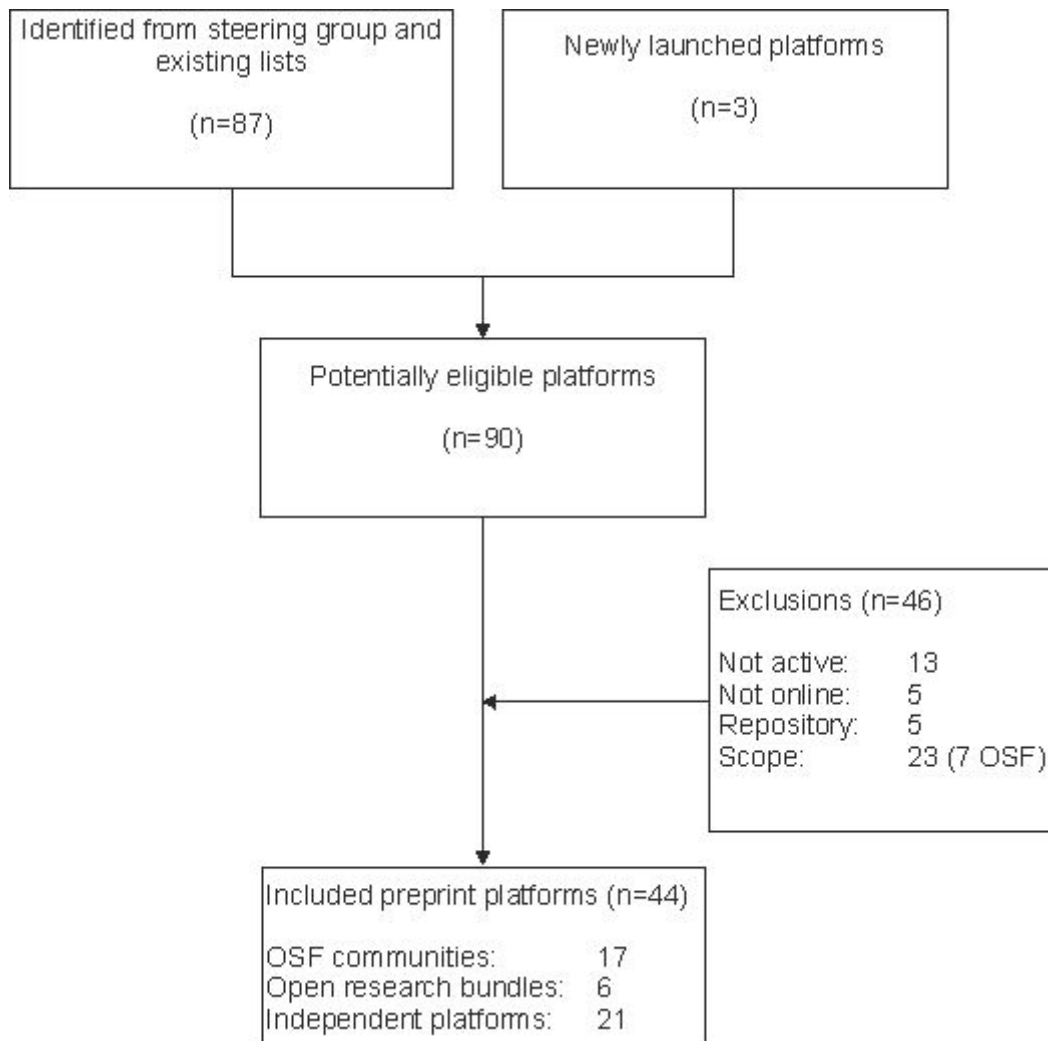 Identified from steering group and
existing lists
(n=87)
Newly launched platforms
(n=3)
Potentially eligible platforms
(n=90)
Exclusions (n=46)
Not active: 13
Not online: 5
Repository: 5
Scope: 23 (7 OSF)
Included preprint platforms (n=44)
OSF communities: 17
Open research bundles: 6
Independent platforms: 21